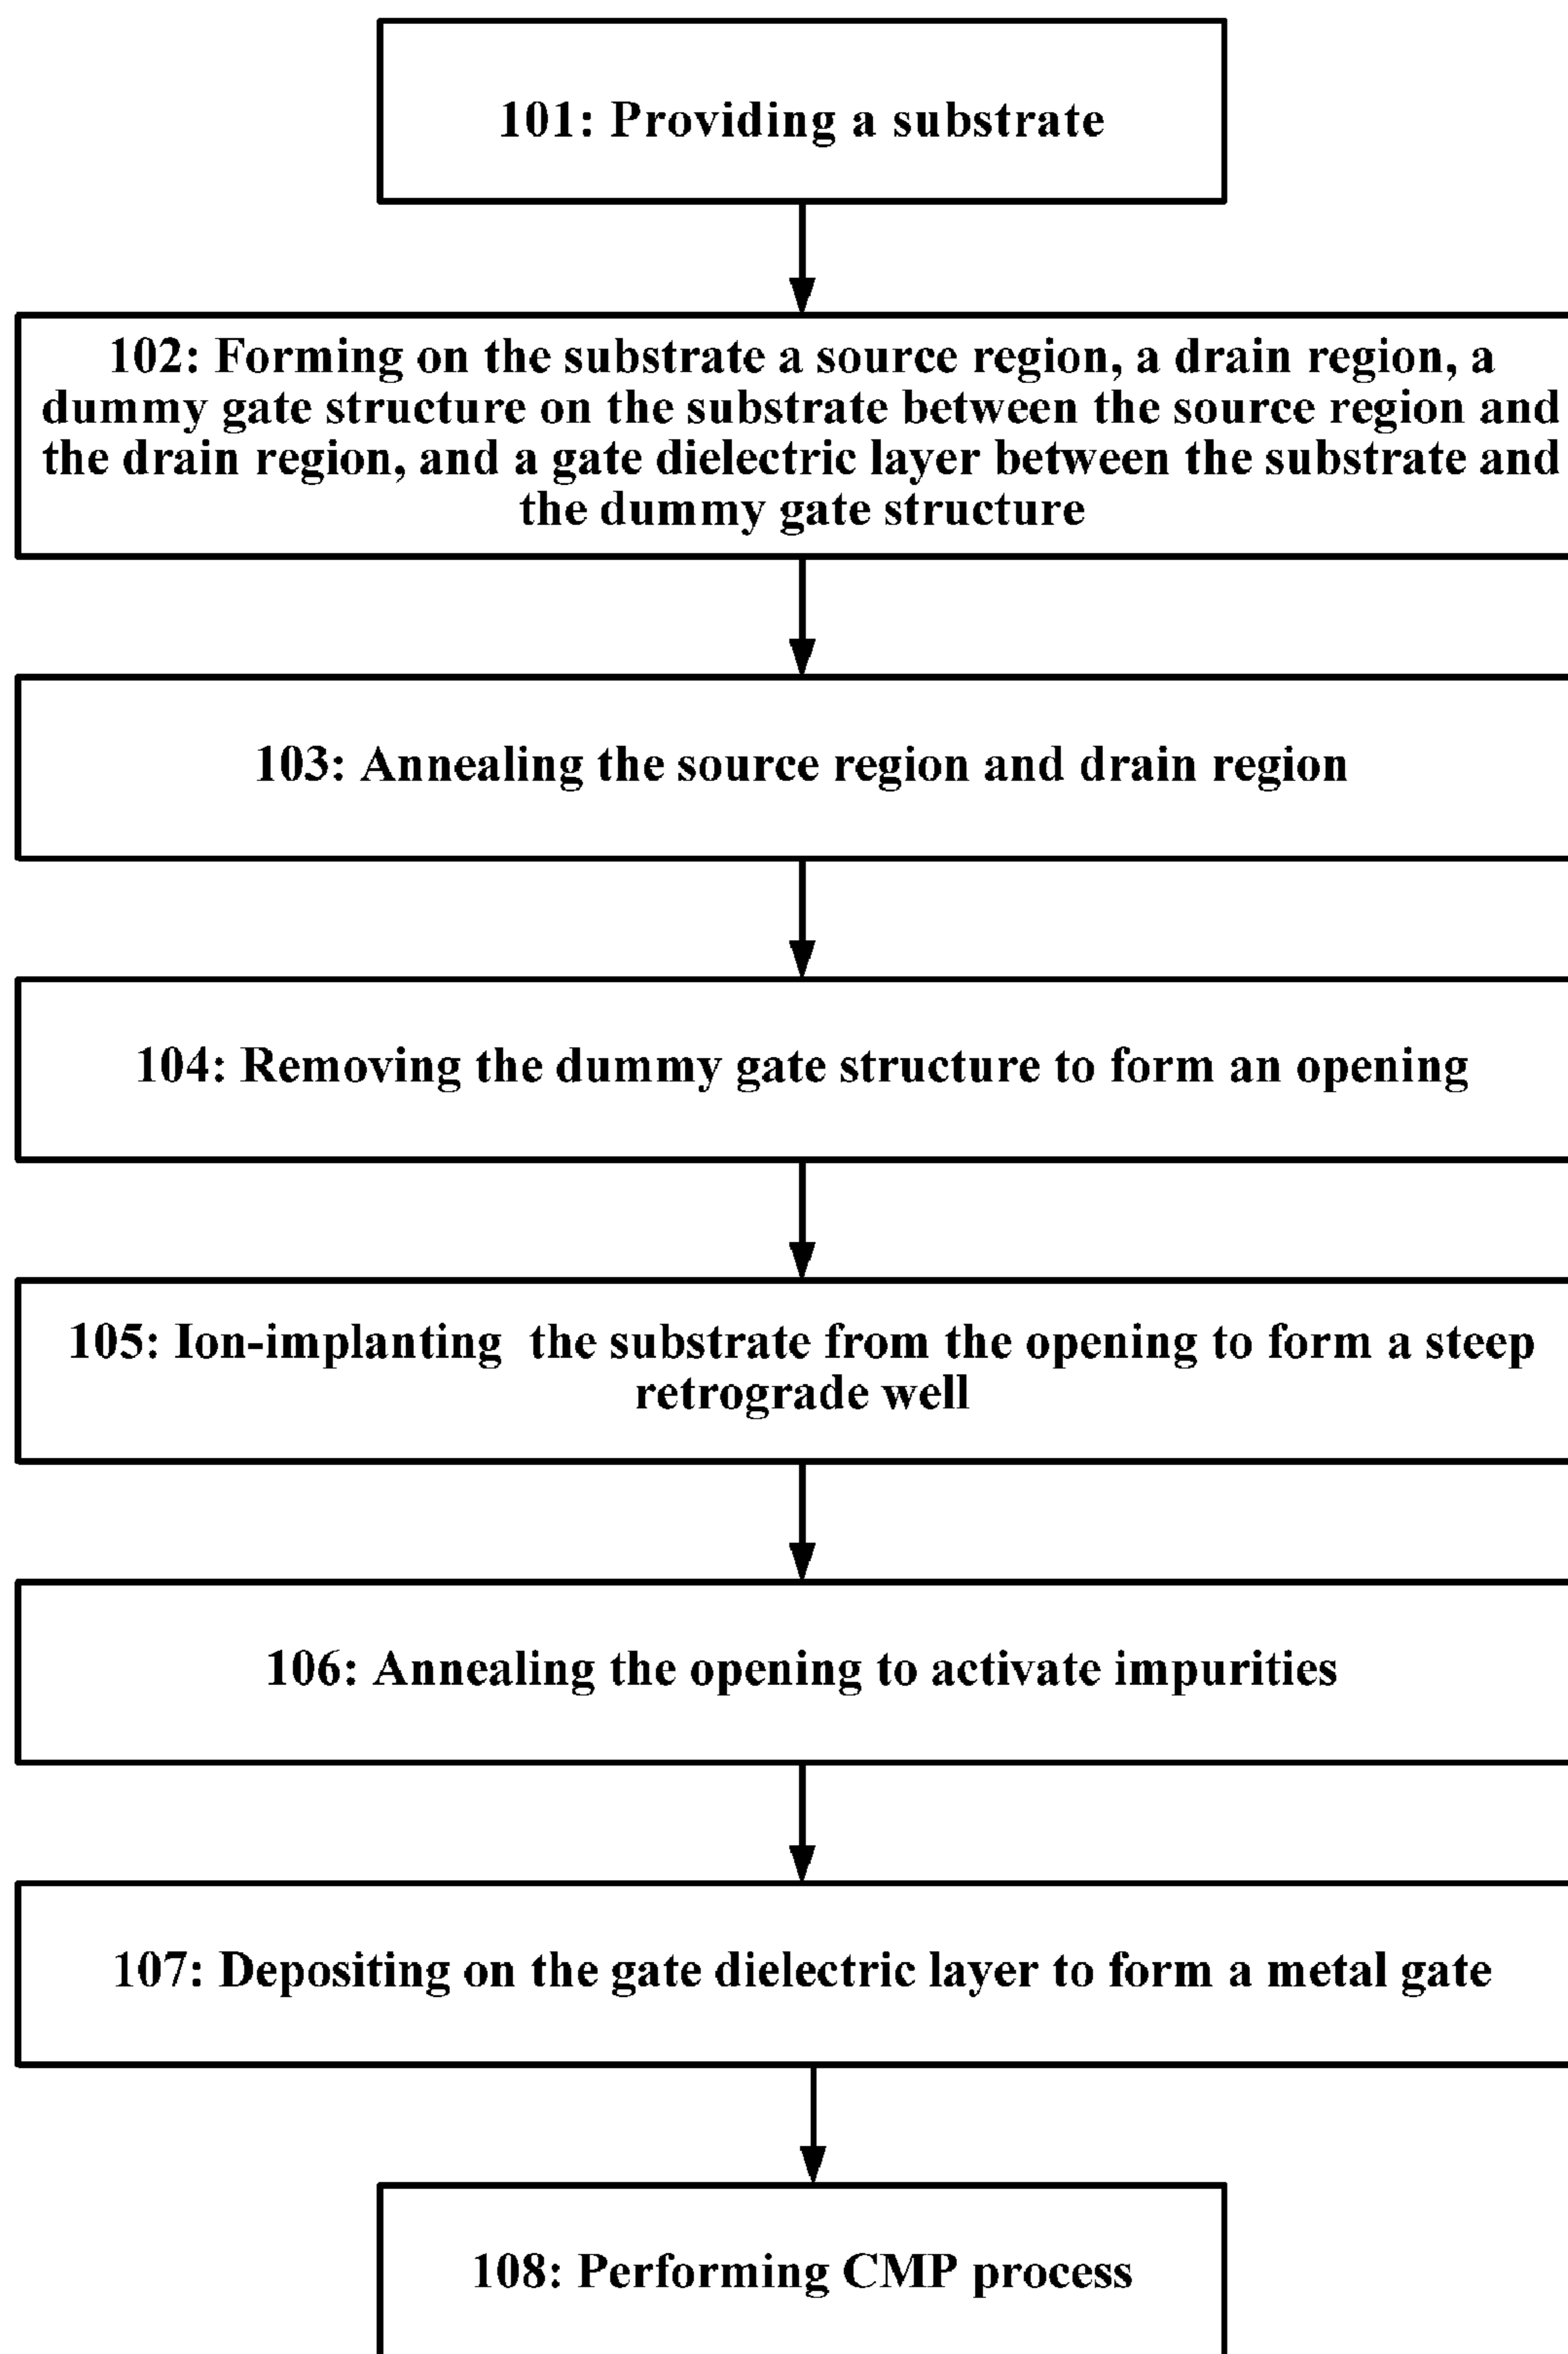 101: Providing a substrate
102: Forming on the substrate a source region, a drain region, a
dummy gate structure on the substrate between the source region and
the drain region, and a gate dielectric layer between the substrate and
the dummy gate structure
103: Annealing the source region and drain region
104: Removing the dummy gate structure to form an opening
105: Ion-implanting the substrate from the opening to form a steep
retrograde well
106: Annealing the opening to activate impurities
107: Depositing on the gate dielectric layer to form a metal gate
108: Performing CMP process